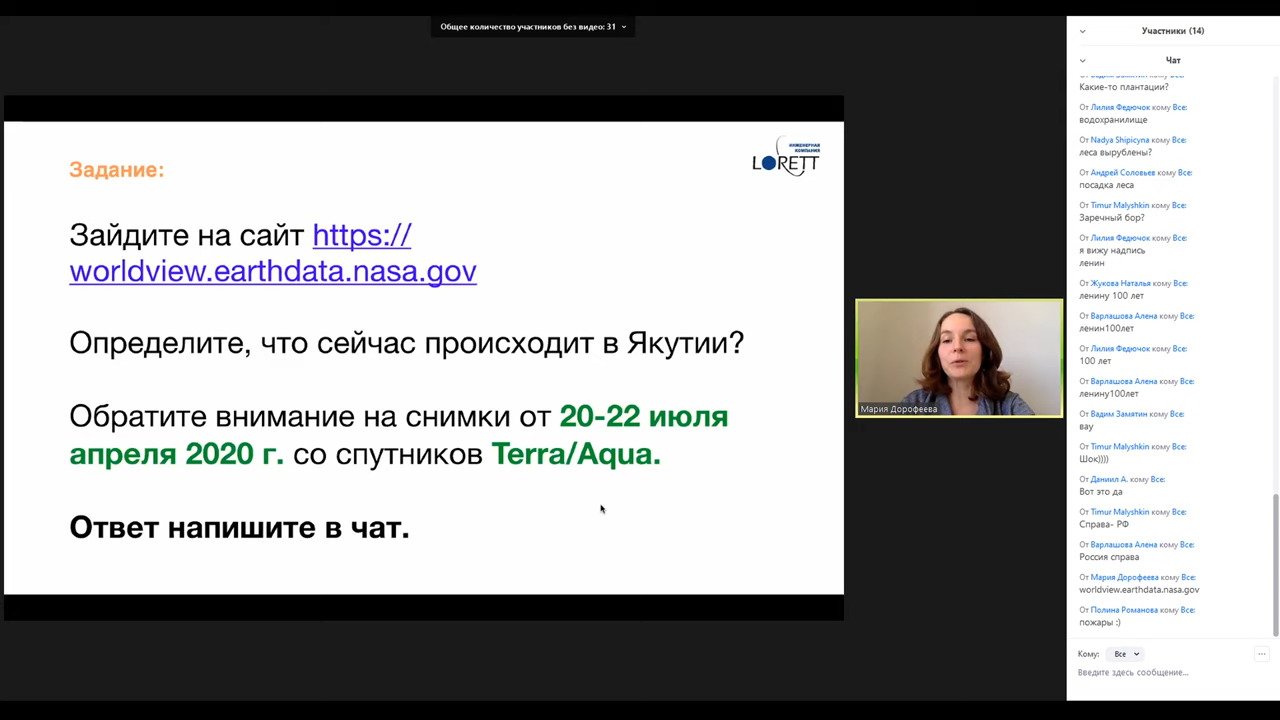 Общее количество участников без видео: 31
Задание:
ИНЖЕНЕРНАЯ
КОМПАНИЯ
LORETT
Зайдите на сайт https://
worldview.earthdata.nasa.gov
Определите, что сейчас происходит в Якутии?
Обратите внимание на снимки от 20-22 июля
апреля 2020 г. со спутников Terra/Aqua.
Ответ напишите в чат.
Мария Дорофеева
Участники (14)
Чат
От Вадим Замятин кому Все:
Какие-то плантации?
От Лилия Федючок кому Все:
водохранилище
От Nadya Shipicyna кому Все:
леса вырублены?
От Андрей Соловьев кому Все:
посадка леса
От Timur Malyshkin кому Все:
Заречный бор?
От Лилия Федючок кому Все:
я вижу надпись
ленин
От Жукова Наталья кому Все:
ленину 100 лет
От Варлашова Алена кому Все:
ленин100лет
От Лилия Федючок кому Все:
100 лет
От Варлашова Алена кому Все:
ленину100лет
От Вадим Замятин кому Все:
вау
От Timur Malyshkin кому Все:
Шок))))
От Даниил А. кому Все:
Вот это да
От Timur Malyshkin кому Все:
Справа- РФ
От Варлашова Алена кому Все:
Россия справа
От Мария Дорофеева кому Все:
worldview.earthdata.nasa.gov
От Полина Романова кому Все:
пожары :)
Кому: Все
Введите здесь сообщение...